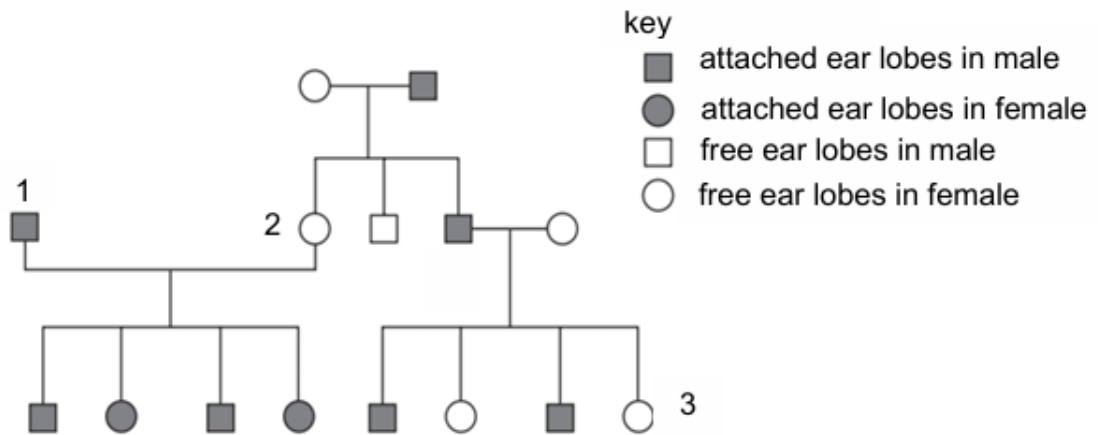 key
attached ear lobes in male
attached ear lobes in female
free ear lobes in male
free ear lobes in female
1
2
3